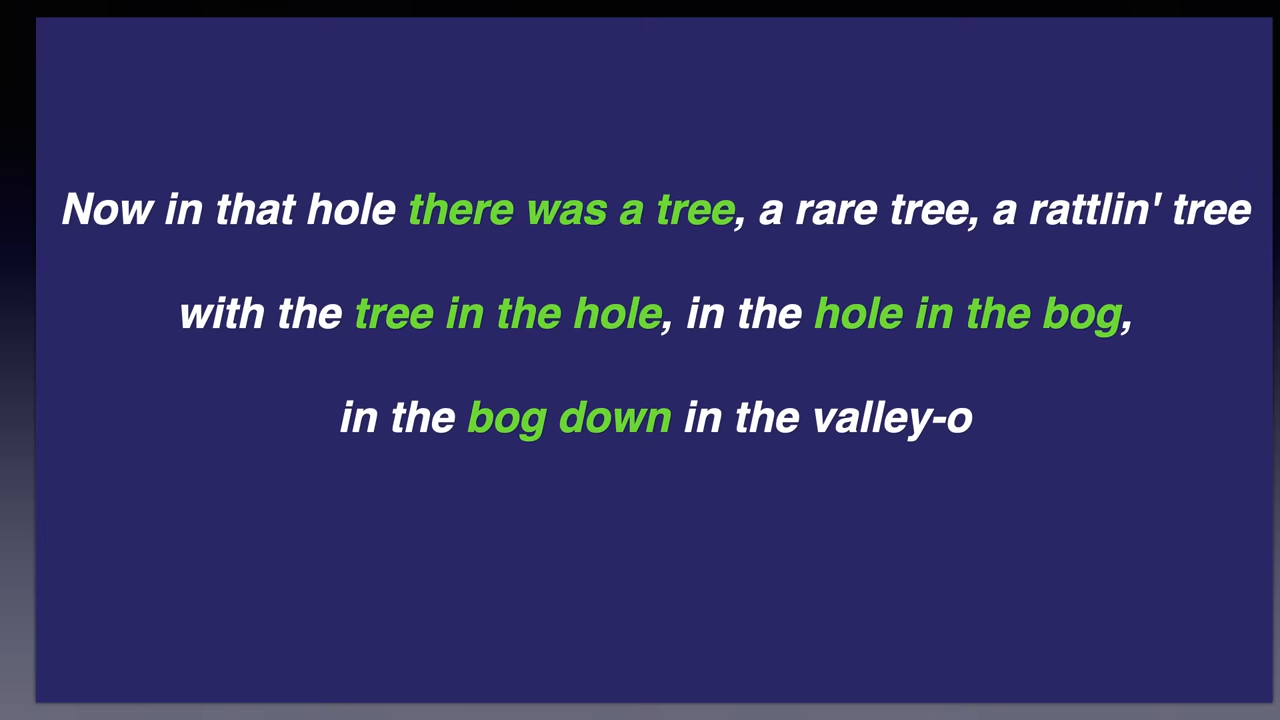 Now in that hole there was a tree, a rare tree, a rattlin' tree
with the tree in the hole, in the hole in the bog,
in the bog down in the valley-o